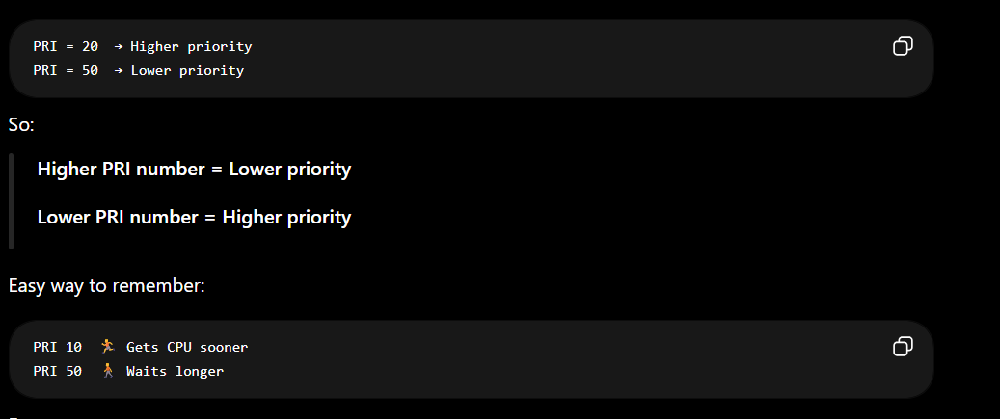 PRI = 20 → Higher priority
PRI = 50 → Lower priority
So:
Higher PRI number = Lower priority
Lower PRI number = Higher priority
Easy way to remember:
PRI 10 🏃 Gets CPU sooner
PRI 50 🚶 Waits longer